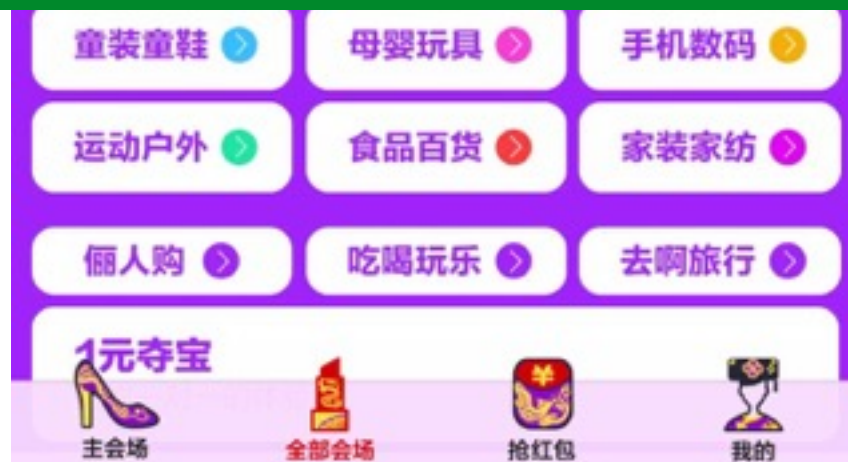 童装童鞋
母婴玩具
手机数码
运动户外
食品百货
家装家纺
俪人购
吃喝玩乐
去啊旅行
1元夺宝
¥
主会场
全部会场
抢红包
我的